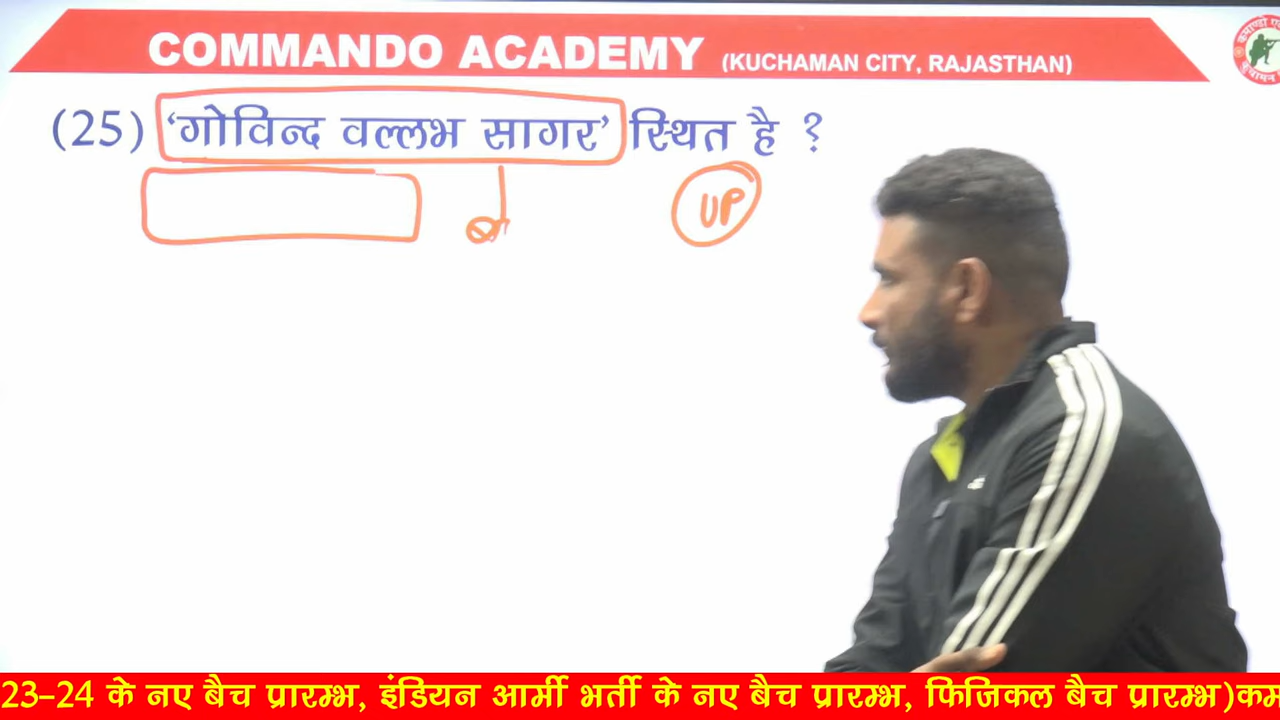 COMMANDO ACADEMY (KUCHAMAN CITY, RAJASTHAN)
(25) 'गोविन्द वल्लभ सागर' स्थित है ?
UP
23-24 के नए बैच प्रारम्भ, इंडियन आर्मी भर्ती के नए बैच प्रारम्भ, फिजिकल बैच प्रारम्भ)कम